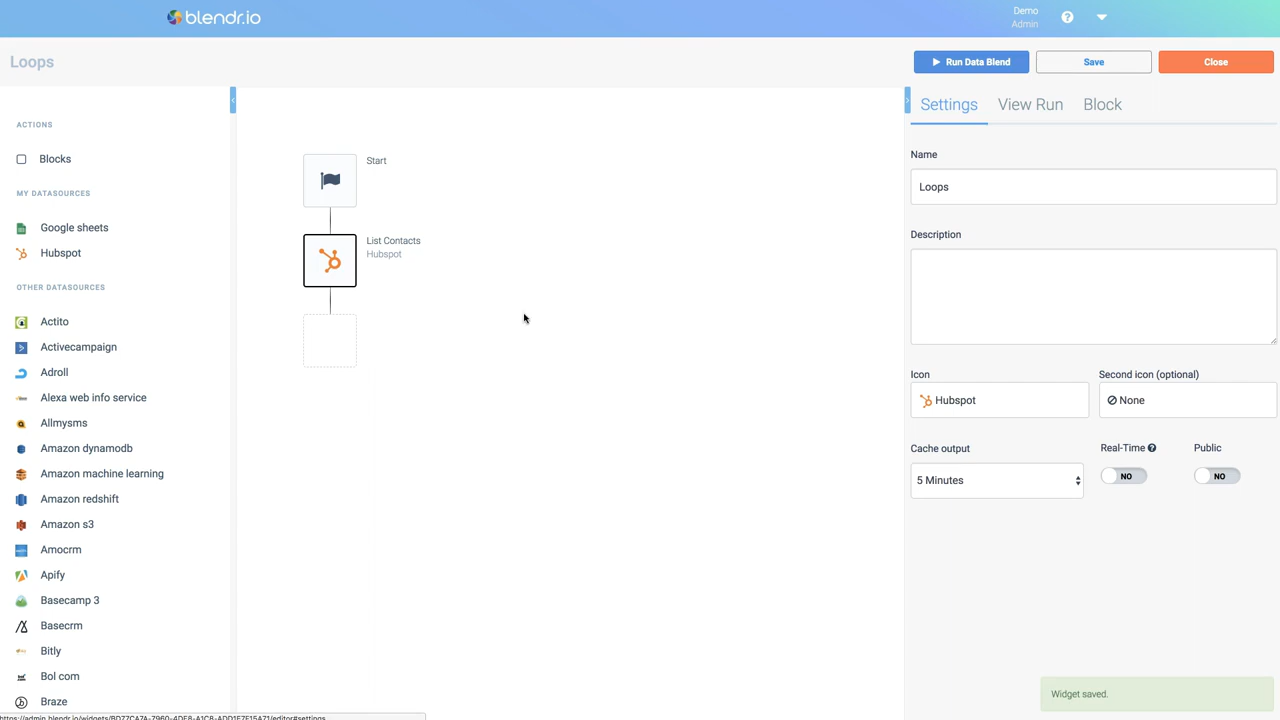 blendr.io
Demo
Admin
Loops
Run Data Blend
Save
Close
ACTIONS
Blocks
MY DATASOURCES
Google sheets
Hubspot
OTHER DATASOURCES
Actito
Activecampaign
Adroll
Alexa web info service
Allmysms
Amazon dynamodb
Amazon machine learning
Amazon redshift
Amazon s3
Amocrm
Apify
Basecamp 3
Basecrm
Bitly
Bol com
Braze
Start
List Contacts
Hubspot
Settings View Run Block
Name
Loops
Description
Icon
Second icon (optional)
Hubspot
None
Cache output
Real-Time
Public
5 Minutes
NO
NO
Widget saved.